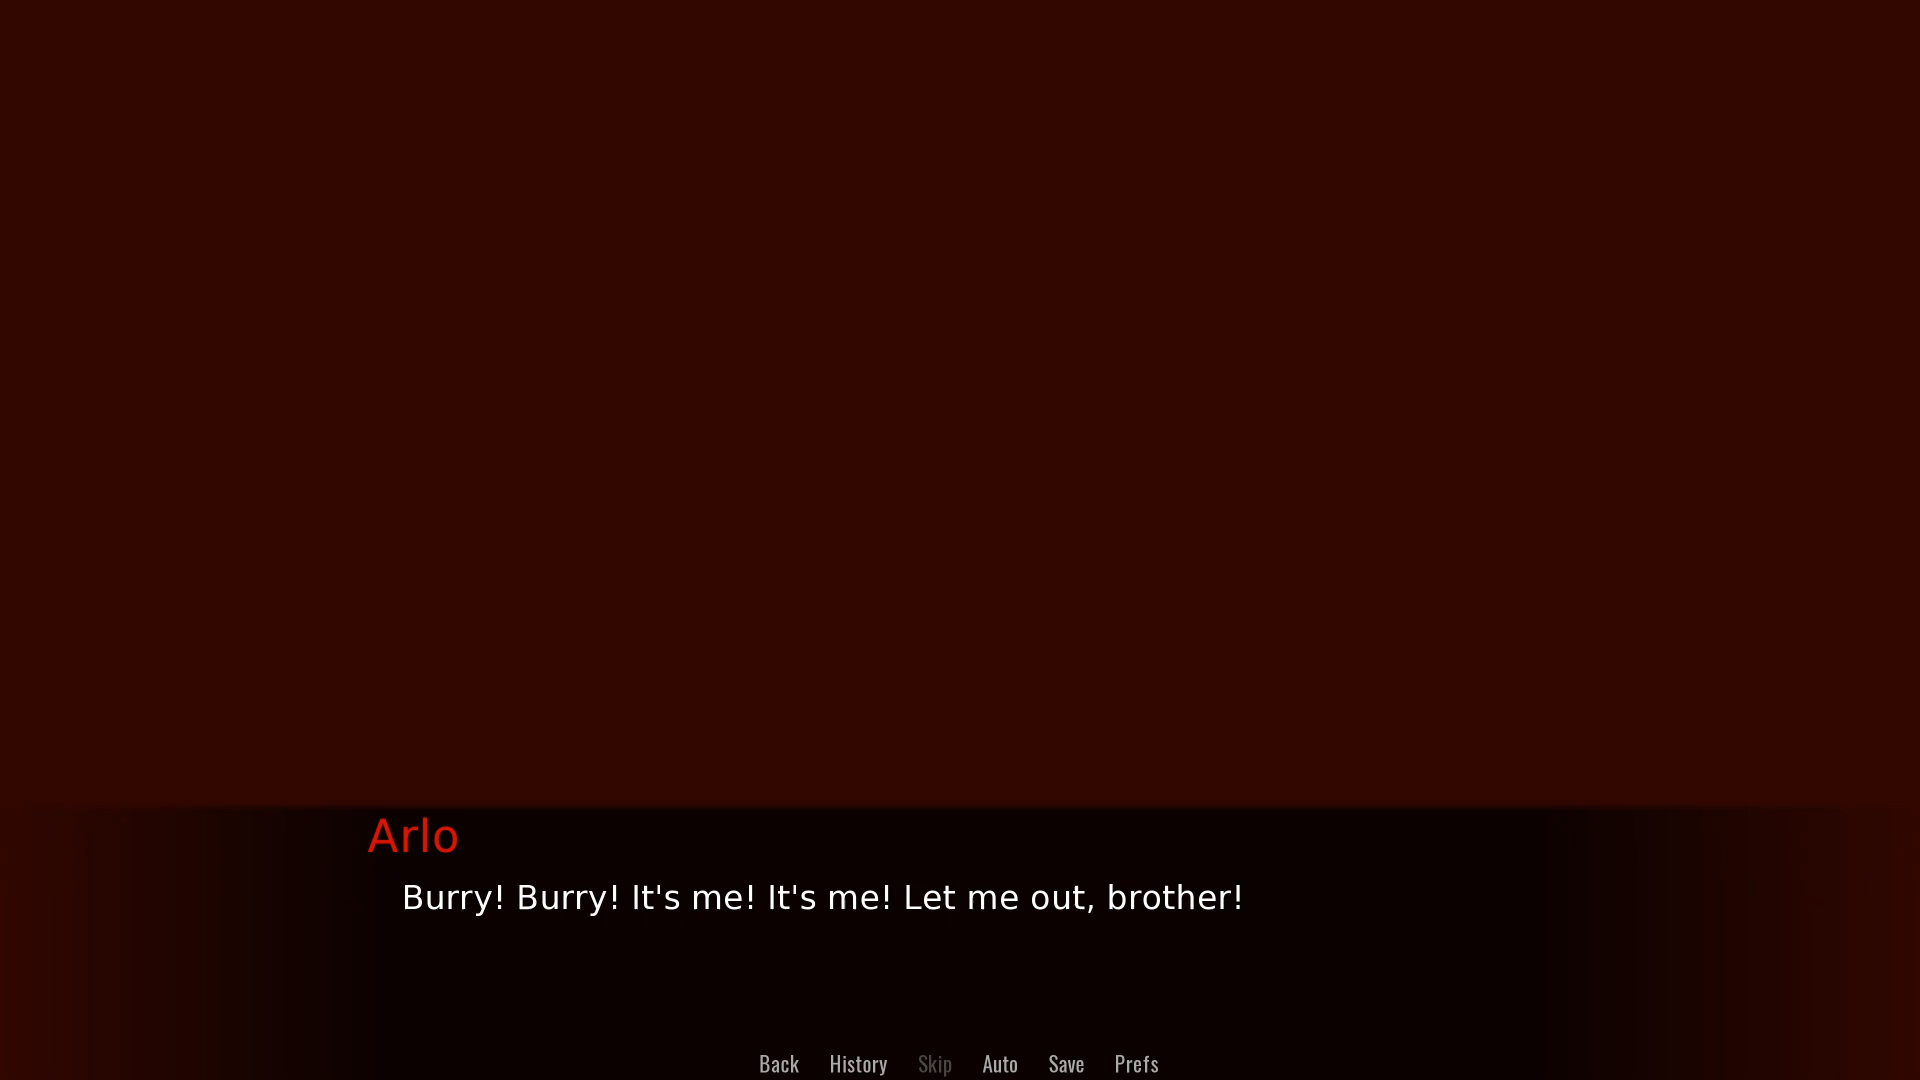 Arlo
Burry! Burry! It's me! It's me! Let me out, brother!
Back History Skip Auto Save Prefs